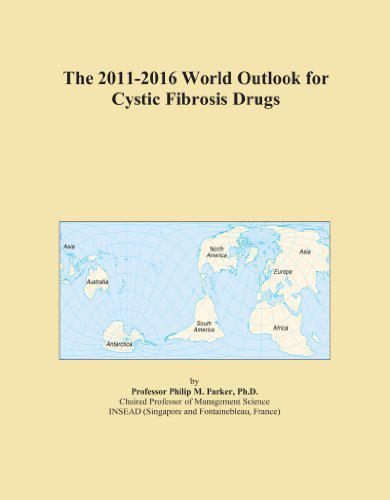 The 2011-2016 World Outlook for
Cystic Fibrosis Drugs
Asia
North
America
Asia
Europe
Australia
South
America
Africa
Antarctica
by
Professor Philip M. Parker, Ph.D.
Chaired Professor of Management Science
INSEAD (Singapore and Fontainebleau, France)